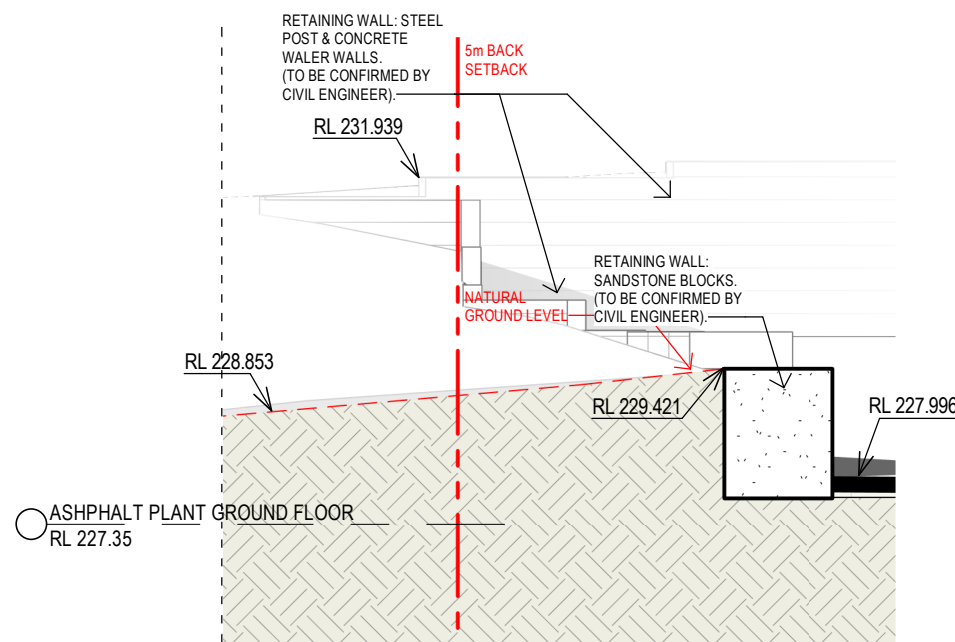 RETAINING WALL: STEEL
POST & CONCRETE
WALER WALLS.
(TO BE CONFIRMED BY
CIVIL ENGINEER).
5m BACK
SETBACK
RL 231.939
RETAINING WALL:
SANDSTONE BLOCKS.
(TO BE CONFIRMED BY
CIVIL ENGINEER).
NATURAL
GROUND LEVEL
RL 228.853
RL 229.421
RL 227.996
ASHPHALT PLANT GROUND FLOOR
RL 227.35